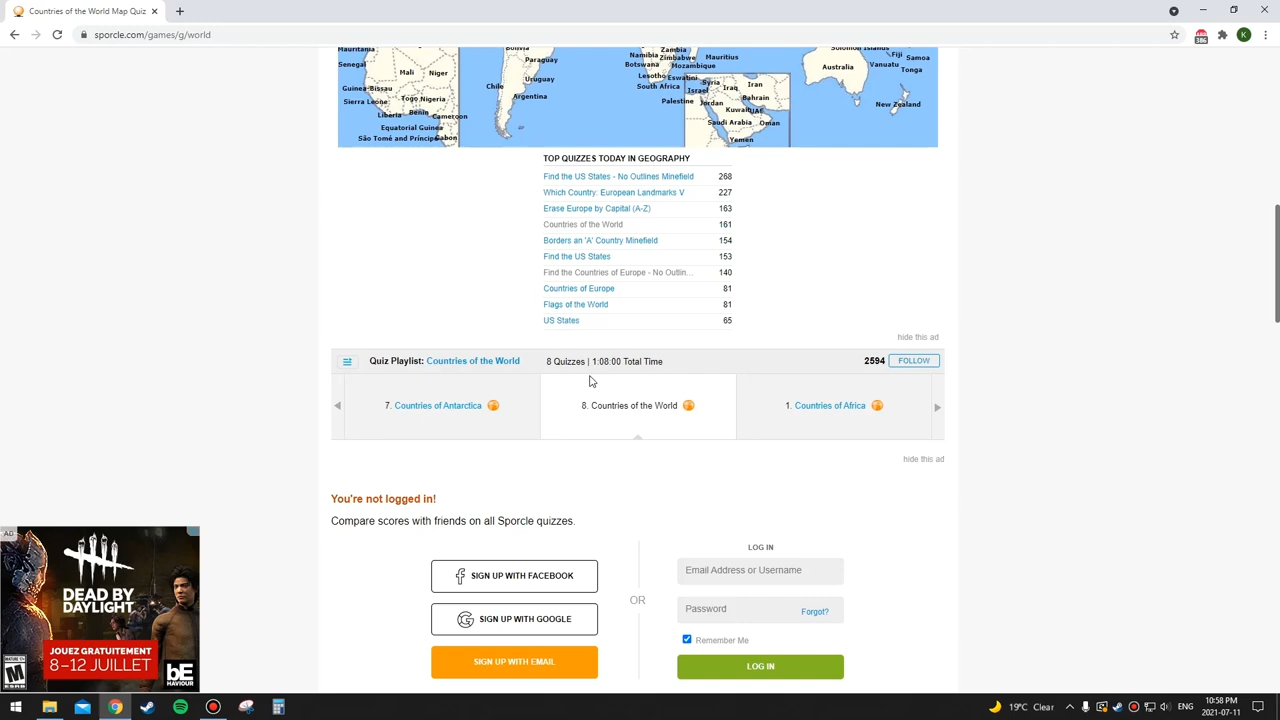 Countries of the World Map Quiz
sporcle.com/games/g/world
386
K
Mauritania
Senegal
Mali Niger
Guinea-Bissau
Sierra Leone
Togo Nigeria
Liberia
Benin
Cameroon
Equatorial Guinea
São Tomé and Príncipe
Gabon
Bolivia
Paraguay
Uruguay
Chile
Argentina
Namibia
Zambia
Zimbabwe
Mauritius
Botswana
Mozambique
Lesotho
Eswatini
South Africa
Syria
Israel
Iraq
Iran
Palestine
Jordan
Bahrain
Kuwait
UAE
Saudi Arabia
Oman
Yemen
Solomon Islands
Fiji
Samoa
Australia
Vanuatu
Tonga
New Zealand
TOP QUIZZES TODAY IN GEOGRAPHY
Find the US States - No Outlines Minefield 268
Which Country: European Landmarks V 227
Erase Europe by Capital (A-Z) 163
Countries of the World 161
Borders an 'A' Country Minefield 154
Find the US States 153
Find the Countries of Europe - No Outlin... 140
Countries of Europe 81
Flags of the World 81
US States 65
hide this ad
Quiz Playlist: Countries of the World 8 Quizzes | 1:08:00 Total Time 2594 FOLLOW
7. Countries of Antarctica 8. Countries of the World 1. Countries of Africa
hide this ad
You're not logged in!
Compare scores with friends on all Sporcle quizzes.
SIGN UP WITH FACEBOOK
SIGN UP WITH GOOGLE
SIGN UP WITH EMAIL
OR
LOG IN
Email Address or Username
Password Forgot?
Remember Me
LOG IN
AD
DEAD BY
DAYLIGHT
JOUEZ GRATUITEMENT
8–12 JUILLET
bE
HAVIOUR
19°C Clear
ENG
10:58 PM
2021-07-11